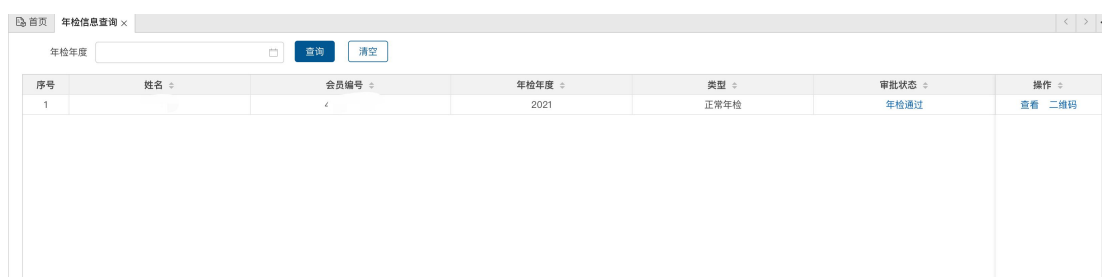 首页 年检信息查询 ×
年检年度 查询 清空
序号 姓名 会员编号 年检年度 类型 审批状态 操作
1 2021 正常年检 年检通过 查看 二维码